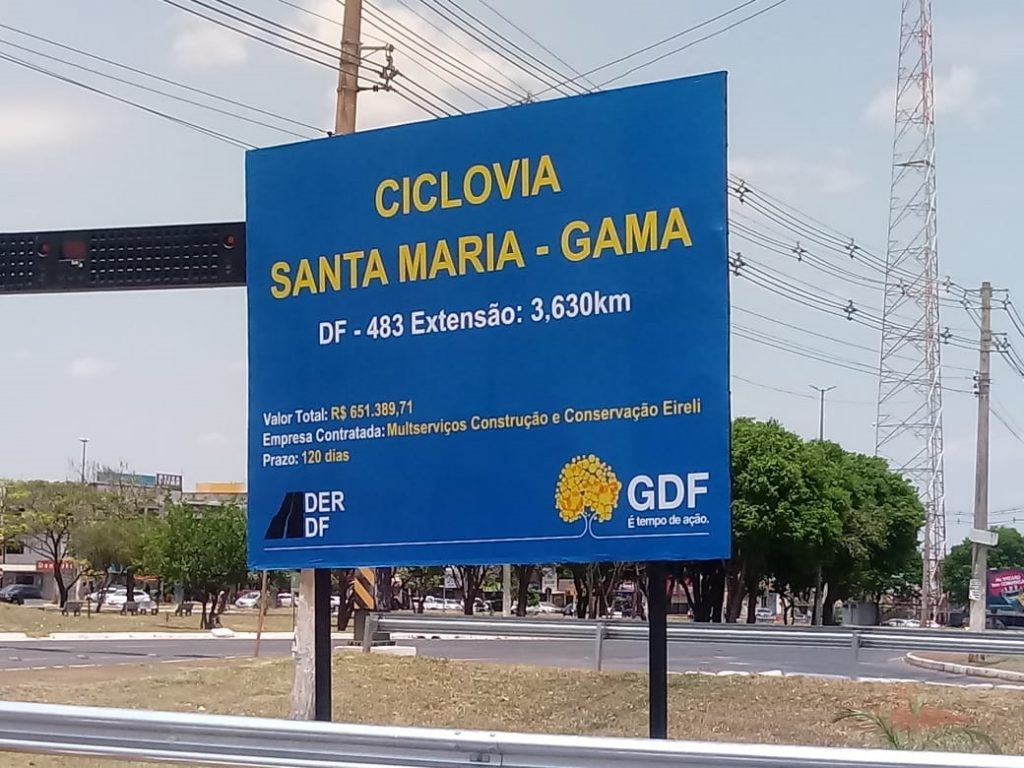 CICLOVIA
SANTA MARIA - GAMA
DF - 483 Extensão: 3,630km
Valor Total: R$ 651.389,71
Empresa Contratada: Multserviços Construção e Conservação Eireli
Prazo: 120 dias
DER
DF
GDF
É tempo de ação.